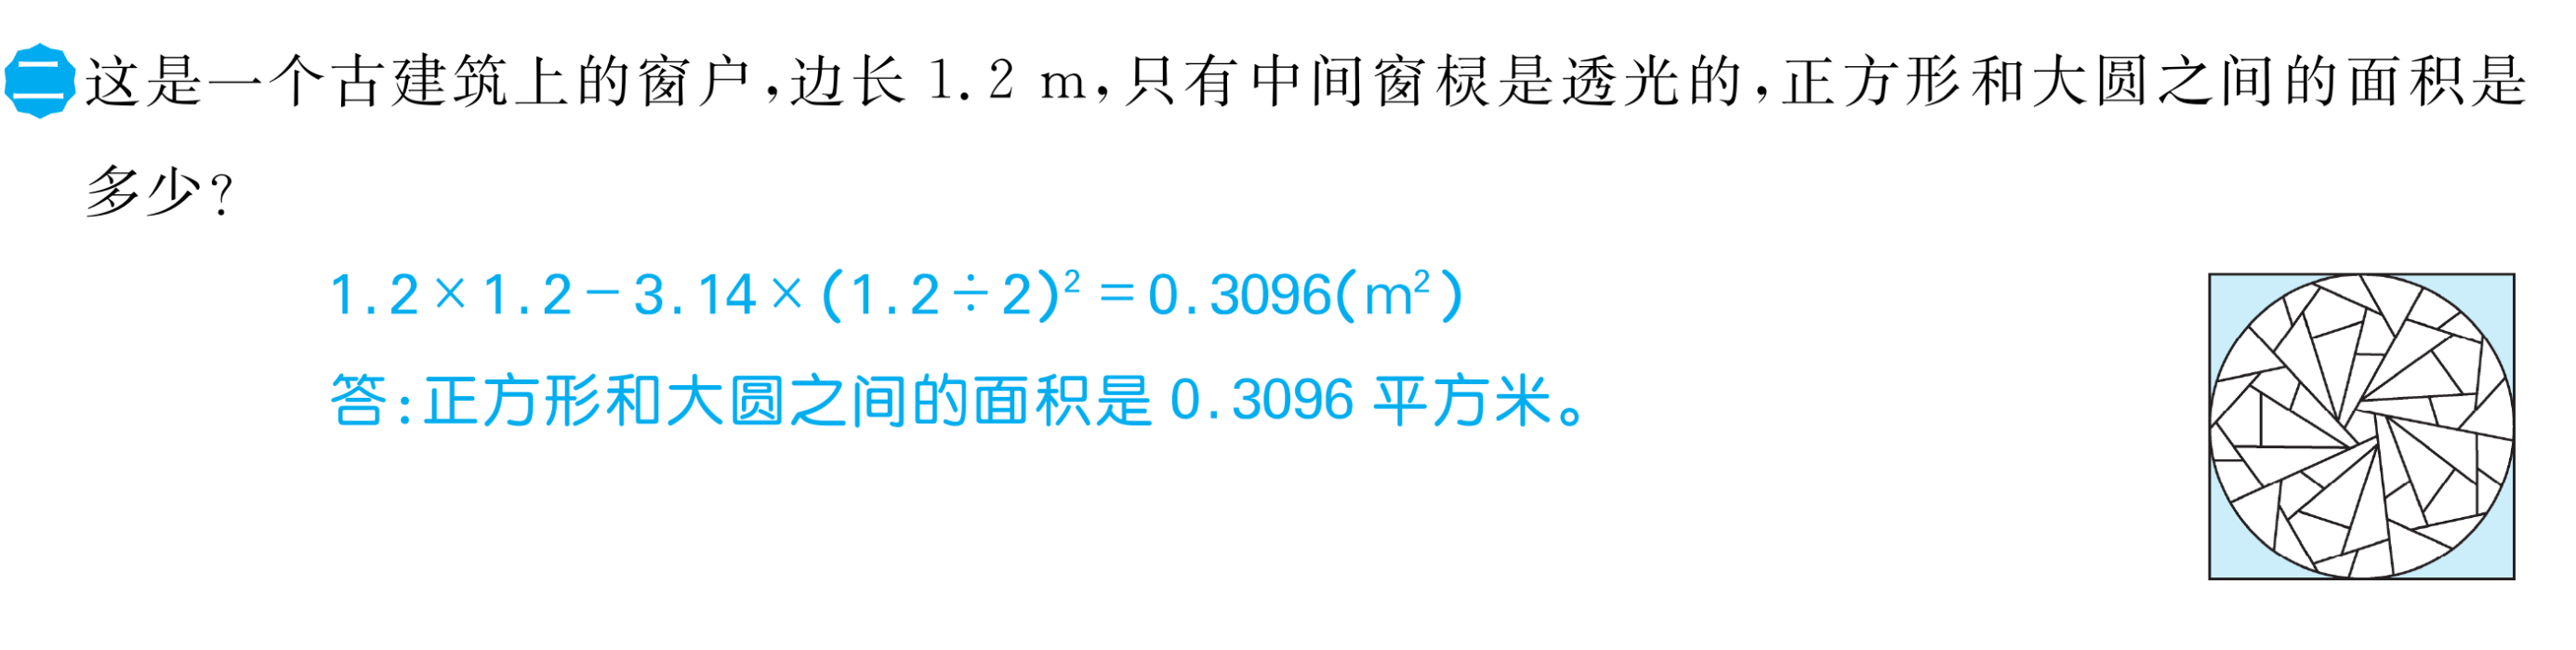 二 这是一个古建筑上的窗户,边长 1.2 m,只有中间窗棂是透光的,正方形和大圆之间的面积是
多少?
1.2×1.2-3.14×(1.2÷2)²=0.3096(m²)
答:正方形和大圆之间的面积是 0.3096 平方米。